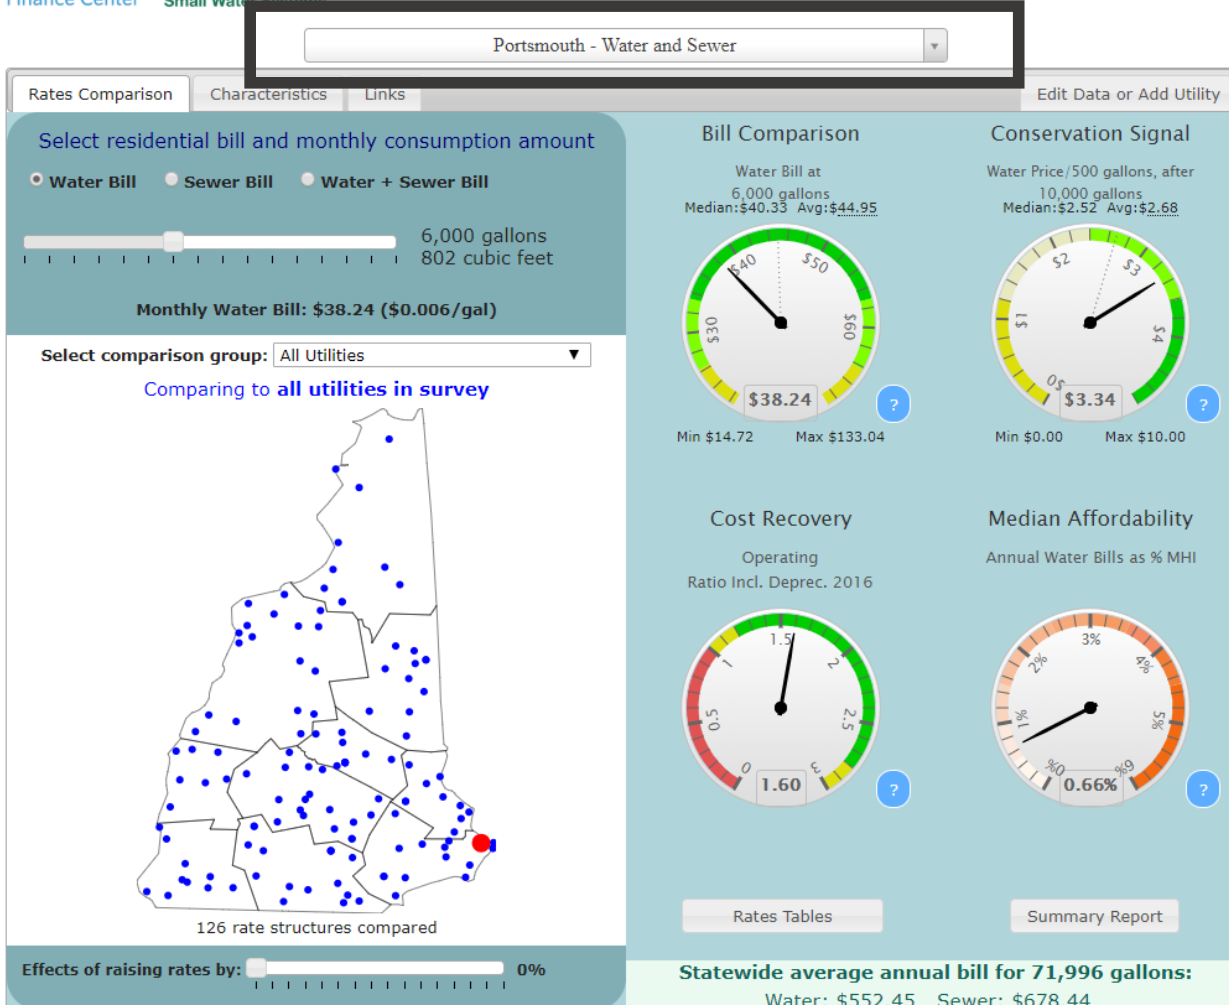 Finance Center Small Water
Portsmouth - Water and Sewer
Rates Comparison Characteristics Links Edit Data or Add Utility
Select residential bill and monthly consumption amount
Water Bill Sewer Bill Water + Sewer Bill
6,000 gallons
802 cubic feet
Monthly Water Bill: $38.24 ($0.006/gal)
Select comparison group: All Utilities
Comparing to all utilities in survey
126 rate structures compared
Effects of raising rates by: 0%
Bill Comparison
Water Bill at
6,000 gallons
Median:$40.33 Avg:$44.95
$30 $40 $50 $60
$38.24
?
Min $14.72 Max $133.04
Conservation Signal
Water Price/500 gallons, after
10,000 gallons
Median:$2.52 Avg:$2.68
$0 $1 $2 $3 $4
$3.34
?
Min $0.00 Max $10.00
Cost Recovery
Operating
Ratio Incl. Deprec. 2016
0 0.5 1 1.5 2 2.5 3
1.60
?
Median Affordability
Annual Water Bills as % MHI
0% 1% 2% 3% 4% 5% 6%
0.66%
?
Rates Tables Summary Report
Statewide average annual bill for 71,996 gallons:
Water: $552.45 Sewer: $678.44